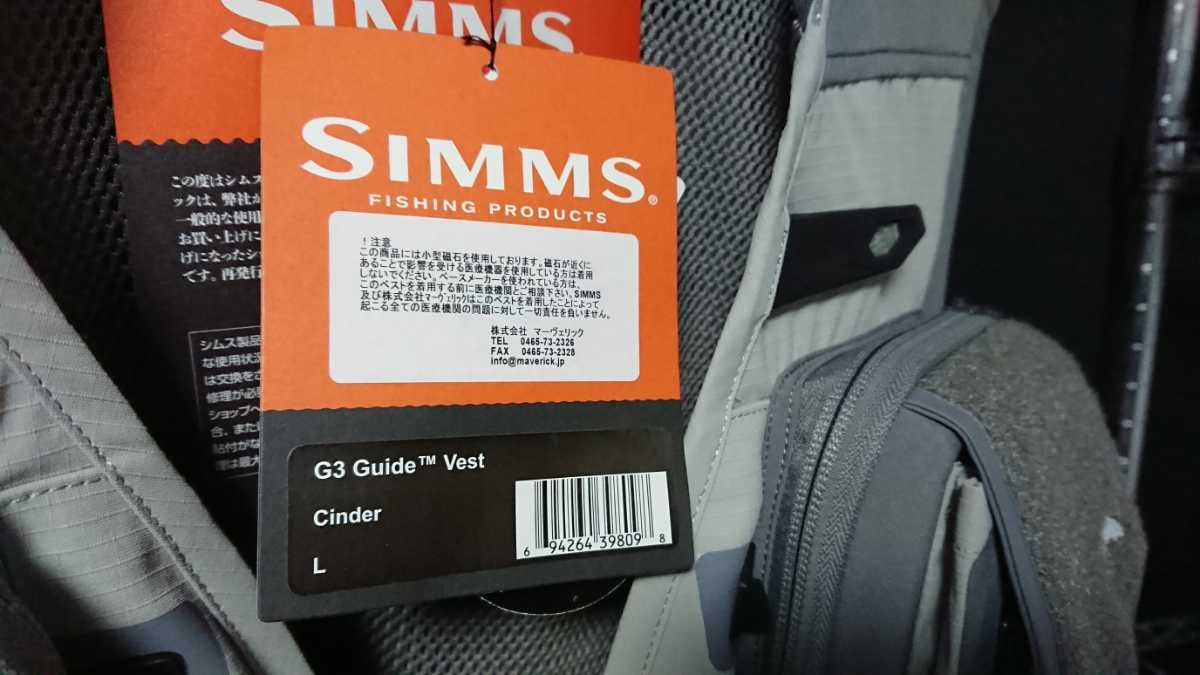 SIMMS
この度はシムス
ックは、弊社が
一般的な使用
お買い上げに
げになったシ
です。再発行
シムス製品
な使用状況
は交換をご
修理が必
ショップへ
合、また
貼付がな
理は最大
SIMMS®
FISHING PRODUCTS
！注意
この商品には小型磁石を使用しております。磁石が近くに
あることで影響を受ける医療機器を使用している方は着用
しないでください。ペースメーカーを使われている方は、
このベストを着用する前に医療機関とご相談下さい。SIMMS
及び株式会社マーヴェリックはこのベストを着用したことによって
起こる全ての医療機関の問題に対して一切責任を負いません。
株式会社 マーヴェリック
TEL 0465-73-2326
FAX 0465-73-2328
info@maverick.jp
G3 Guide™ Vest
Cinder
L
6 94264 39809 8